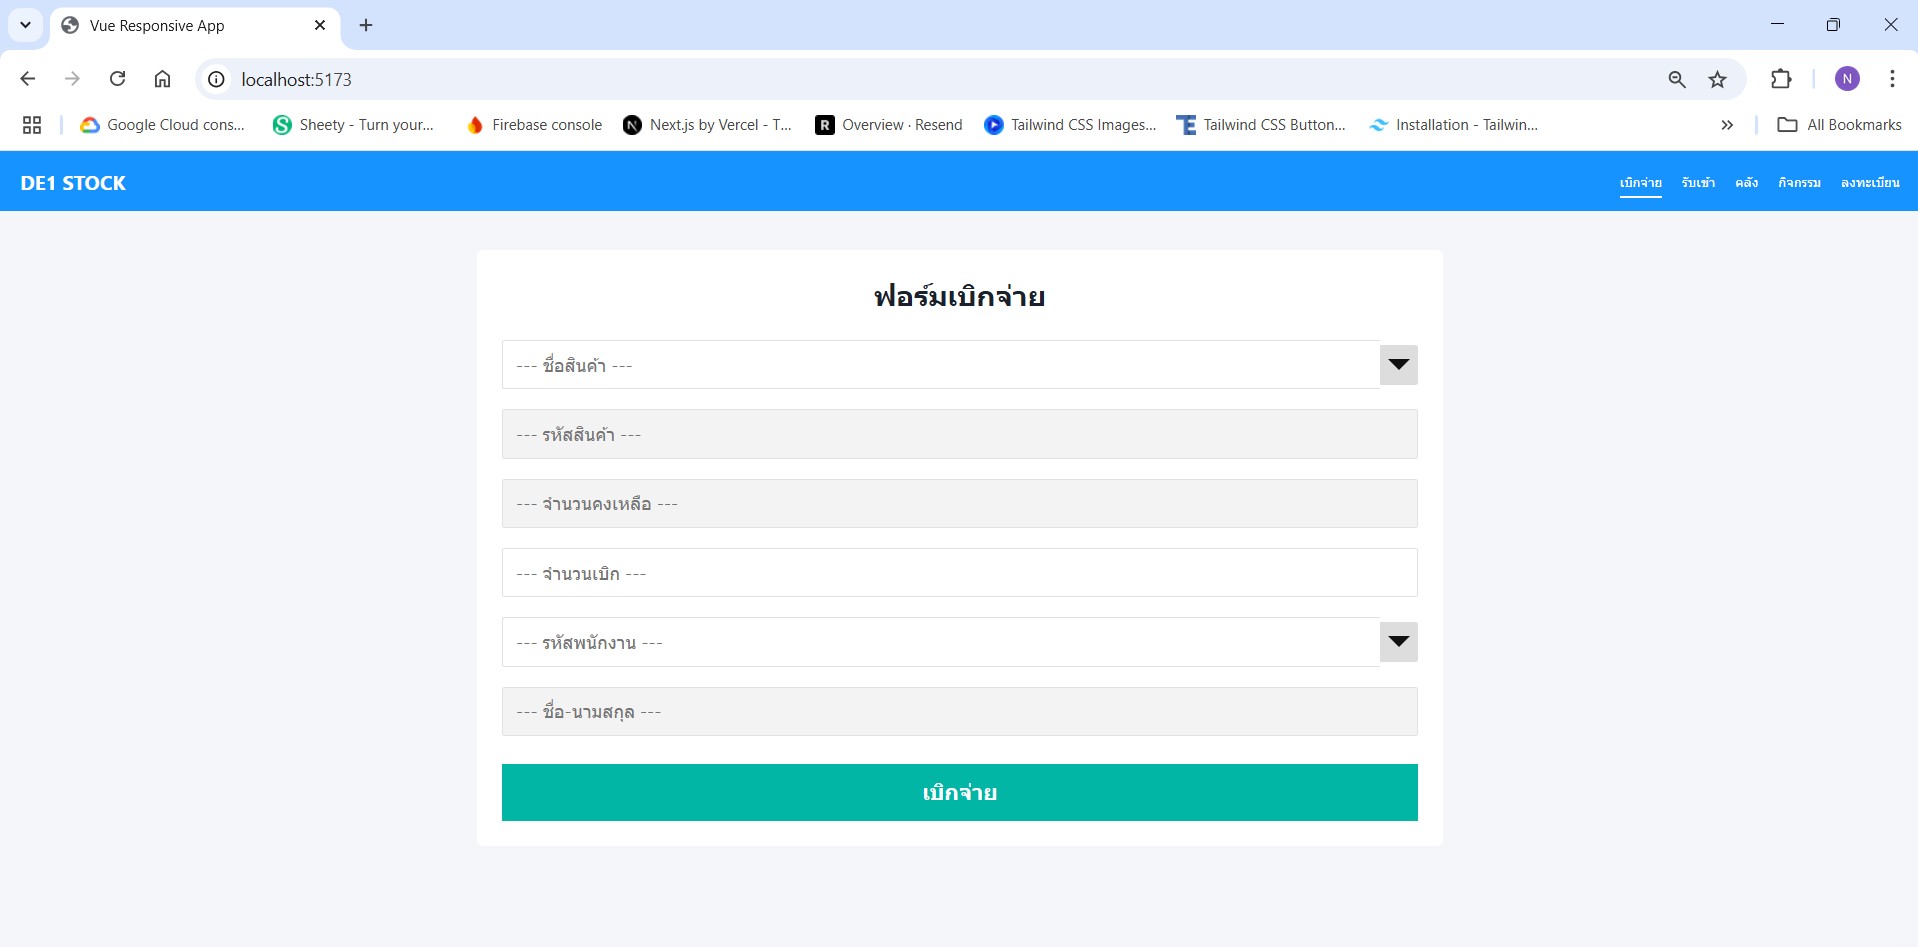 Vue Responsive App
localhost:5173
N
Google Cloud cons...
Sheety - Turn your...
Firebase console
Next.js by Vercel - T...
Overview · Resend
Tailwind CSS Images...
Tailwind CSS Button...
Installation - Tailwin...
All Bookmarks
DE1 STOCK
เบิกจ่าย
รับเข้า
คลัง
กิจกรรม
ลงทะเบียน
ฟอร์มเบิกจ่าย
--- ชื่อสินค้า ---
--- รหัสสินค้า ---
--- จำนวนคงเหลือ ---
--- จำนวนเบิก ---
--- รหัสพนักงาน ---
--- ชื่อ-นามสกุล ---
เบิกจ่าย